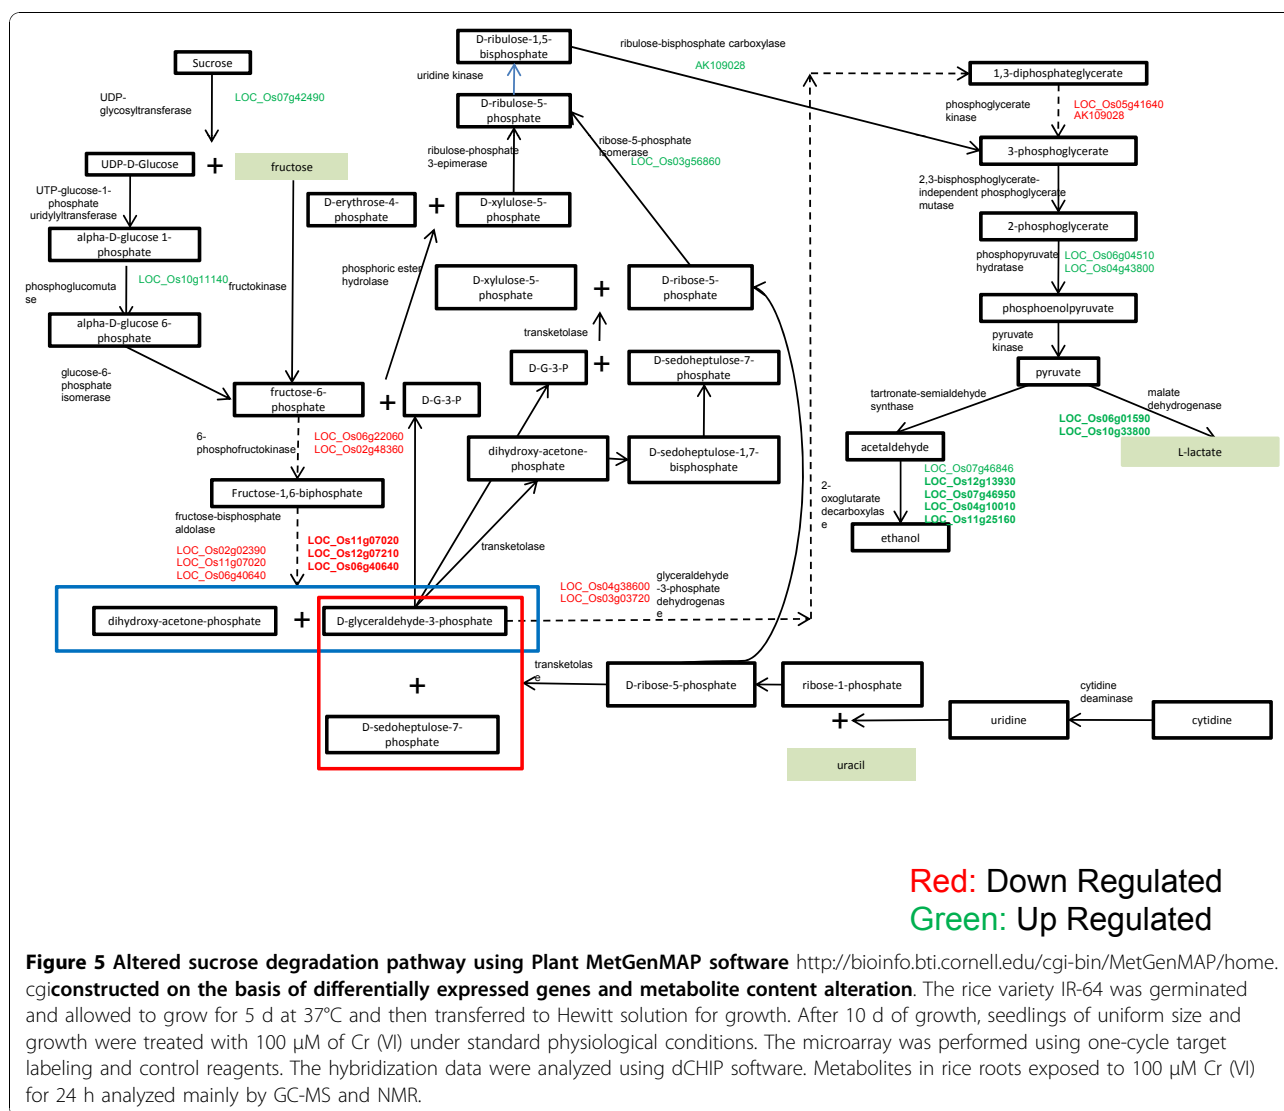 D-ribulose-1,5-
bisphosphate
ribulose-bisphosphate carboxylase
AK109028
Sucrose
uridine kinase
1,3-diphosphateglycerate
UDP-
glycosyltransferase
LOC_Os07g42490
D-ribulose-5-
phosphate
phosphoglycerate
kinase
LOC_Os05g41640
AK109028
ribulose-phosphate
3-epimerase
ribose-5-phosphate
isomerase
LOC_Os03g56860
3-phosphoglycerate
UDP-D-Glucose
+
fructose
2,3-bisphosphoglycerate-
independent phosphoglycerate
mutase
UTP-glucose-1-
phosphate
uridylyltransferase
D-erythrose-4-
phosphate
+
D-xylulose-5-
phosphate
2-phosphoglycerate
alpha-D-glucose 1-
phosphate
phosphopyruvate
hydratase
LOC_Os06g04510
LOC_Os04g43800
phosphoglucomuta
se
LOC_Os10g11140
fructokinase
phosphoric ester
hydrolase
D-xylulose-5-
phosphate
+
D-ribose-5-
phosphate
phosphoenolpyruvate
alpha-D-glucose 6-
phosphate
transketolase
pyruvate
kinase
glucose-6-
phosphate
isomerase
D-G-3-P
+
D-sedoheptulose-7-
phosphate
pyruvate
fructose-6-
phosphate
+
D-G-3-P
tartronate-semialdehyde
synthase
malate
dehydrogenase
LOC_Os06g01590
LOC_Os10g33800
6-
phosphofructokinase
LOC_Os06g22060
LOC_Os02g48360
dihydroxy-acetone-
phosphate
D-sedoheptulose-1,7-
bisphosphate
acetaldehyde
L-lactate
Fructose-1,6-biphosphate
2-
oxoglutarate
decarboxylas
e
LOC_Os07g46846
LOC_Os12g13930
LOC_Os07g46950
LOC_Os04g10010
LOC_Os11g25160
fructose-bisphosphate
aldolase
LOC_Os02g02390
LOC_Os11g07020
LOC_Os06g40640
LOC_Os11g07020
LOC_Os12g07210
LOC_Os06g40640
transketolase
ethanol
LOC_Os04g38600
LOC_Os03g03720
glyceraldehyde
-3-phosphate
dehydrogenas
e
dihydroxy-acetone-phosphate
+
D-glyceraldehyde-3-phosphate
+
transketolas
e
D-ribose-5-phosphate
ribose-1-phosphate
cytidine
deaminase
D-sedoheptulose-7-
phosphate
+
uridine
cytidine
uracil
Red: Down Regulated
Green: Up Regulated
Figure 5 Altered sucrose degradation pathway using Plant MetGenMAP software http://bioinfo.bti.cornell.edu/cgi-bin/MetGenMAP/home.
cgiconstructed on the basis of differentially expressed genes and metabolite content alteration. The rice variety IR-64 was germinated
and allowed to grow for 5 d at 37°C and then transferred to Hewitt solution for growth. After 10 d of growth, seedlings of uniform size and
growth were treated with 100 μM of Cr (VI) under standard physiological conditions. The microarray was performed using one-cycle target
labeling and control reagents. The hybridization data were analyzed using dCHIP software. Metabolites in rice roots exposed to 100 μM Cr (VI)
for 24 h analyzed mainly by GC-MS and NMR.